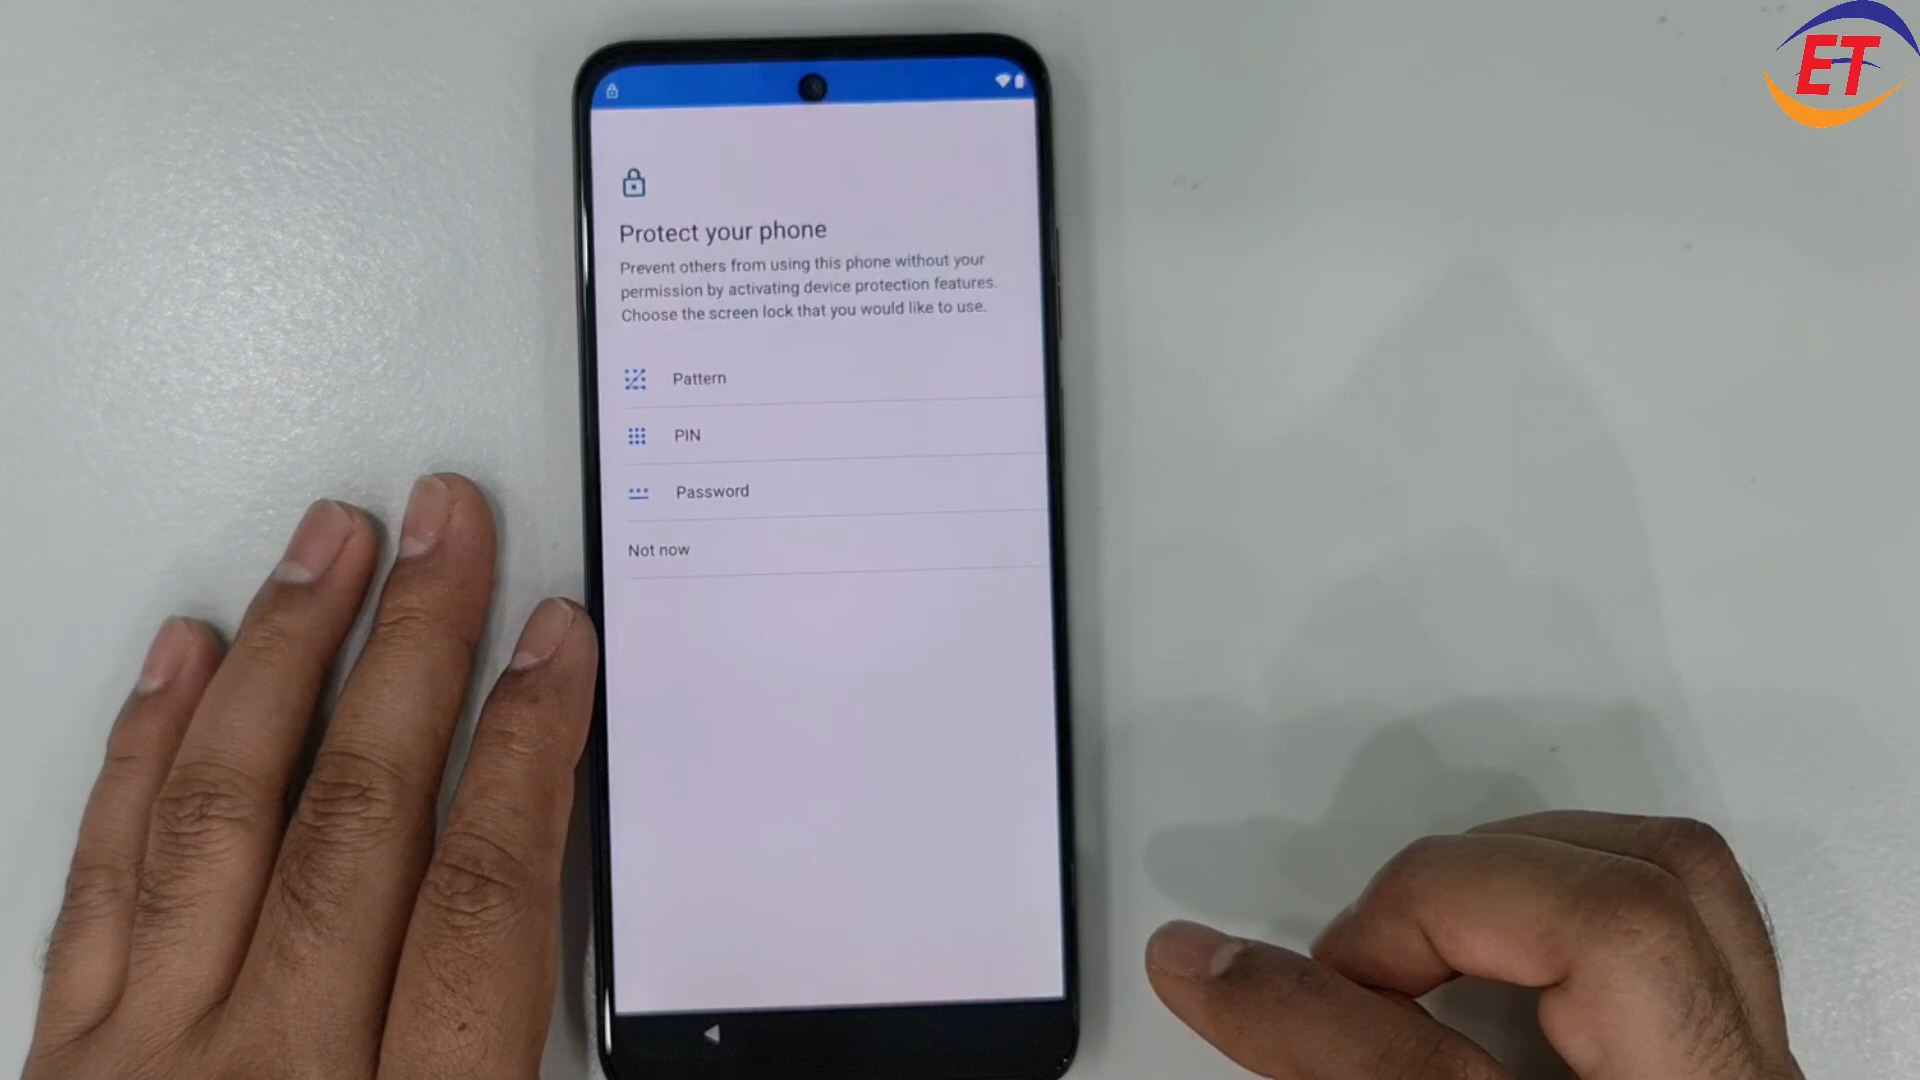 ET
Protect your phone
Prevent others from using this phone without your
permission by activating device protection features.
Choose the screen lock that you would like to use.
Pattern
PIN
Password
Not now